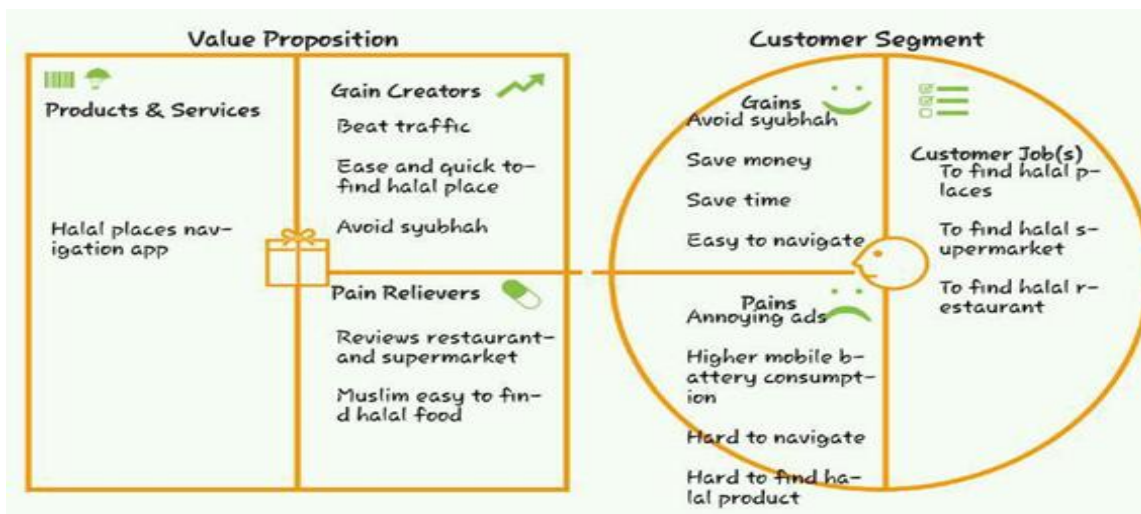 Value Proposition
Products & Services
Halal places nav-
igation app
Gain Creators
Beat traffic
Ease and quick to-
find halal place
Avoid syubhah
Pain Relievers
Reviews restaurant-
and supermarket
Muslim easy to fin-
d halal food
Customer Segment
Gains
Avoid syubhah
Save money
Save time
Easy to navigate
Pains
Annoying ads
Higher mobile b-
attery consumpt-
ion
Hard to navigate
Hard to find ha-
lal product
Customer Job(s)
To find halal p-
laces
To find halal s-
upermarket
To find halal r-
estaurant